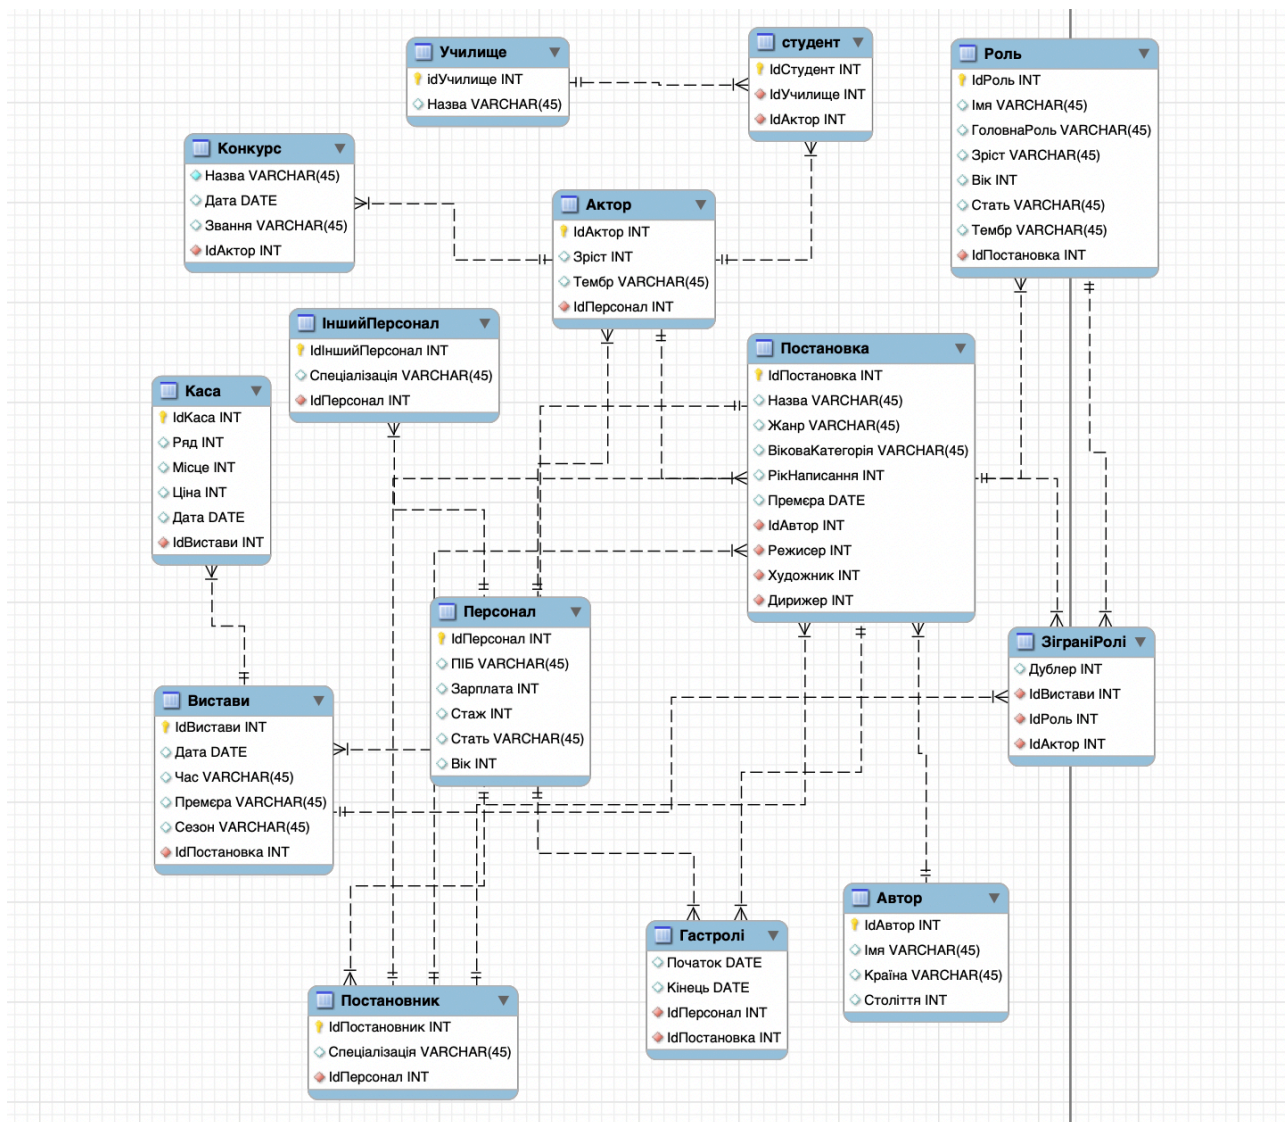 Училище
idУчилище INT
Назва VARCHAR(45)
студент
IdСтудент INT
IdУчилище INT
IdАктор INT
Роль
IdРоль INT
Імя VARCHAR(45)
ГоловнаРоль VARCHAR(45)
Зріст VARCHAR(45)
Вік INT
Стать VARCHAR(45)
Тембр VARCHAR(45)
IdПостановка INT
Конкурс
Назва VARCHAR(45)
Дата DATE
Звання VARCHAR(45)
IdАктор INT
Актор
IdАктор INT
Зріст INT
Тембр VARCHAR(45)
IdПерсонал INT
ІншийПерсонал
IdІншийПерсонал INT
Спеціалізація VARCHAR(45)
IdПерсонал INT
Постановка
IdПостановка INT
Назва VARCHAR(45)
Жанр VARCHAR(45)
ВіковаКатегорія VARCHAR(45)
РікНаписання INT
Премєра DATE
IdАвтор INT
Режисер INT
Художник INT
Дирижер INT
Каса
IdКаса INT
Ряд INT
Місце INT
Ціна INT
Дата DATE
IdВистави INT
Персонал
IdПерсонал INT
ПІБ VARCHAR(45)
Зарплата INT
Стаж INT
Стать VARCHAR(45)
Вік INT
ЗіграніРолі
Дублер INT
IdВистави INT
IdРоль INT
IdАктор INT
Вистави
IdВистави INT
Дата DATE
Час VARCHAR(45)
Премєра VARCHAR(45)
Сезон VARCHAR(45)
IdПостановка INT
Автор
IdАвтор INT
Імя VARCHAR(45)
Країна VARCHAR(45)
Століття INT
Гастролі
Початок DATE
Кінець DATE
IdПерсонал INT
IdПостановка INT
Постановник
IdПостановник INT
Спеціалізація VARCHAR(45)
IdПерсонал INT